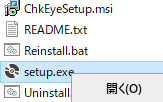 ChkEyeSetup.msi
README.txt
Reinstall.bat
setup.exe
開く(O)
Uninstall